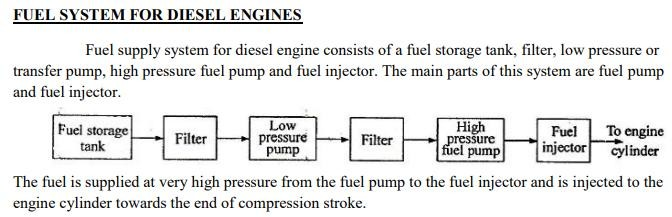 FUEL SYSTEM FOR DIESEL ENGINES
Fuel supply system for diesel engine consists of a fuel storage tank, filter, low pressure or
transfer pump, high pressure fuel pump and fuel injector. The main parts of this system are fuel pump
and fuel injector.
Fuel storage
tank
Filter
Low
pressure
pump
Filter
High
pressure
fuel pump
Fuel
injector
To engine
cylinder
The fuel is supplied at very high pressure from the fuel pump to the fuel injector and is injected to the
engine cylinder towards the end of compression stroke.